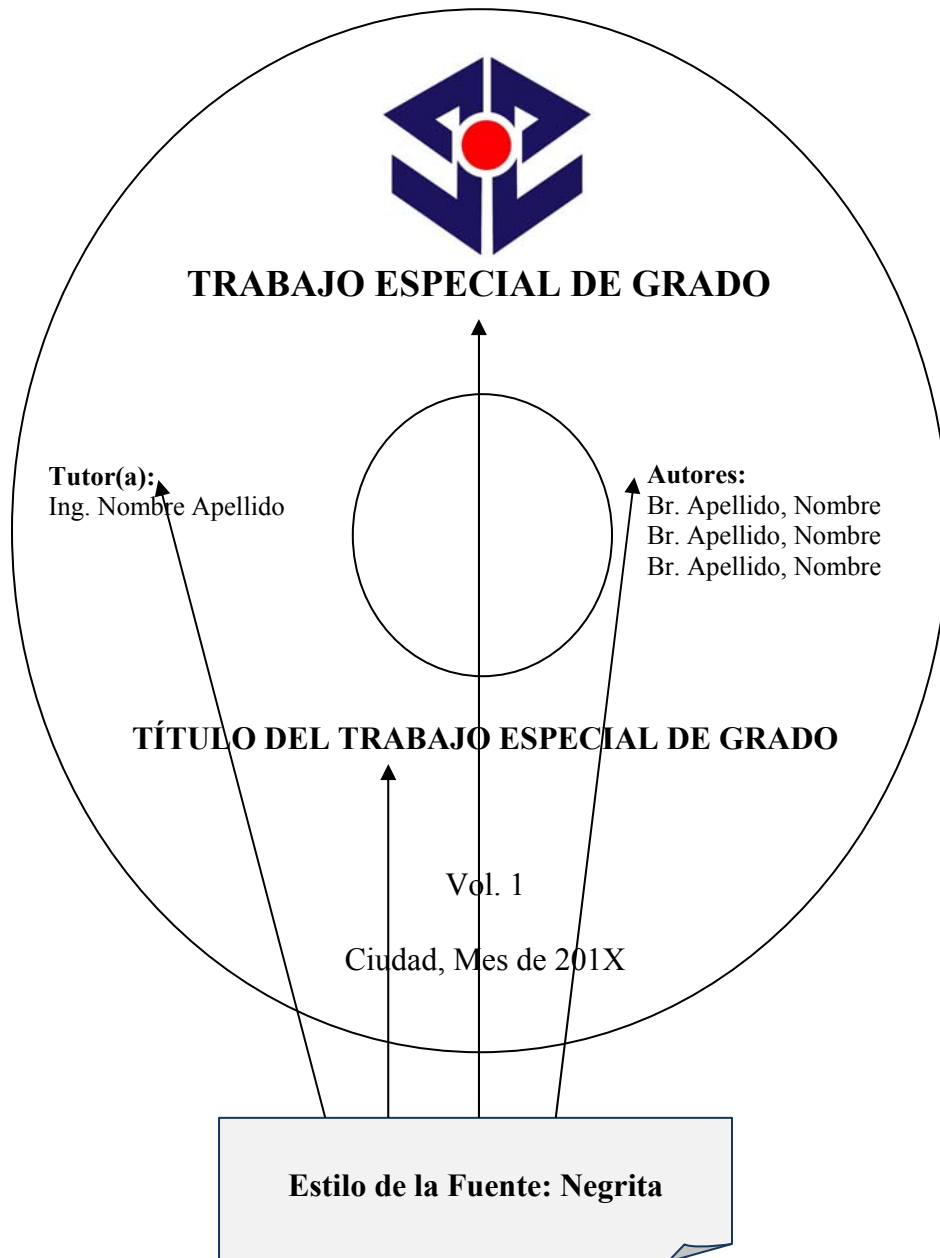 TRABAJO ESPECIAL DE GRADO
Tutor(a):
Ing. Nombre Apellido
Autores:
Br. Apellido, Nombre
Br. Apellido, Nombre
Br. Apellido, Nombre
TÍTULO DEL TRABAJO ESPECIAL DE GRADO
Vol. 1
Ciudad, Mes de 201X
Estilo de la Fuente: Negrita